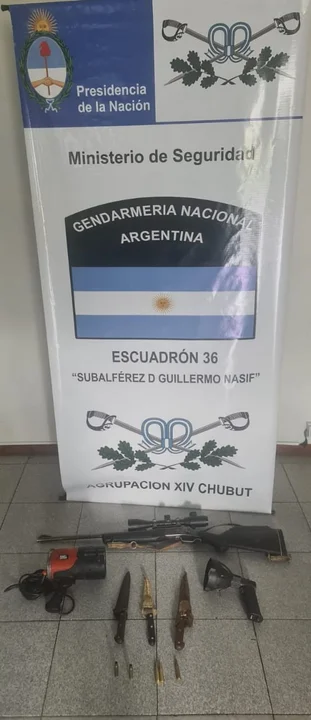 Presidencia
de la Nación
Ministerio de Seguridad
GENDARMERIA NACIONAL
ARGENTINA
ESCUADRÓN 36
"SUBALFÉREZ D GUILLERMO NASIF"
AGRUPACION XIV CHUBUT